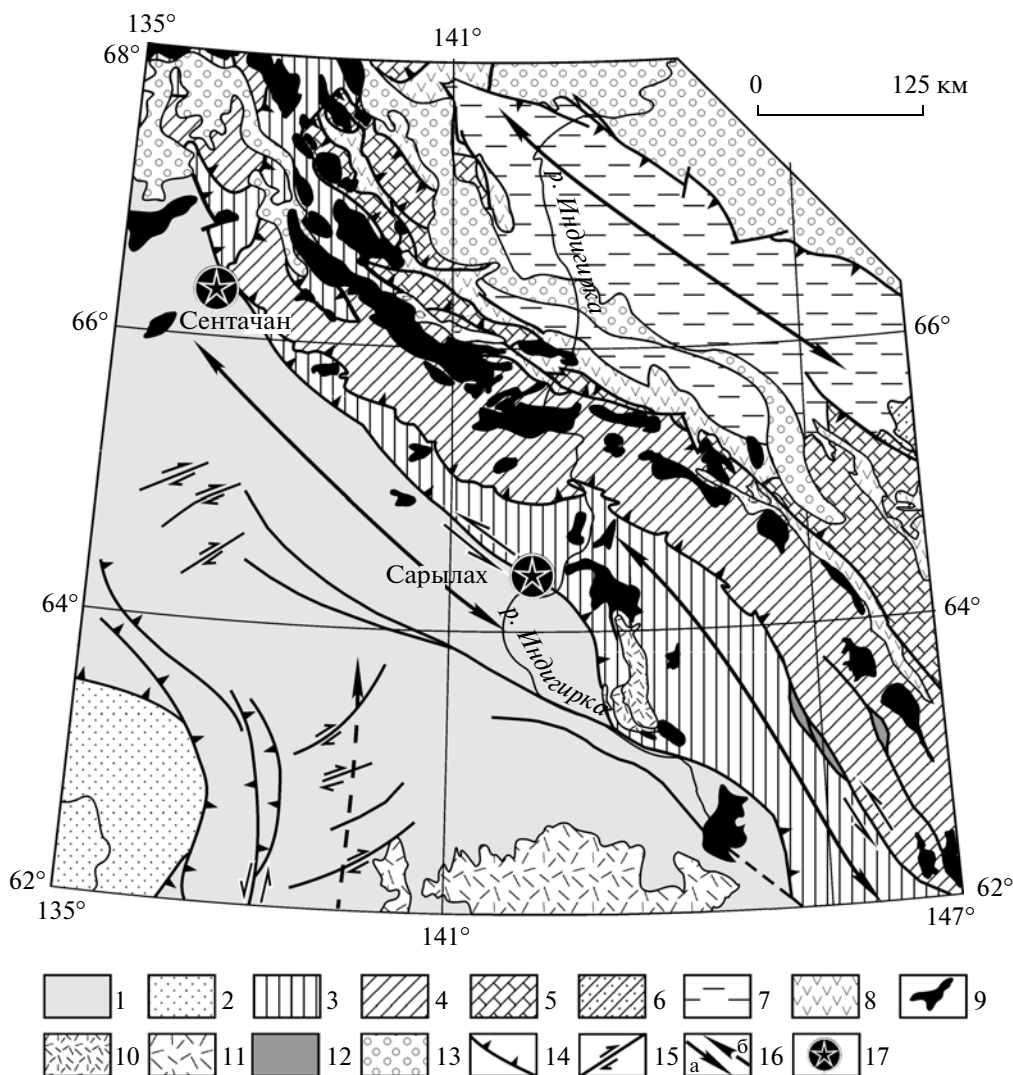 135°
141°
68°
0 125 км
р. Индигирка
Сентачан
66°
66°
Сарылах
р. Индигирка
64°
64°
62°
62°
135°
141°
147°
1 2 3 4 5 6 7 8 9
10 11 12 13 14 15 а б 16 17